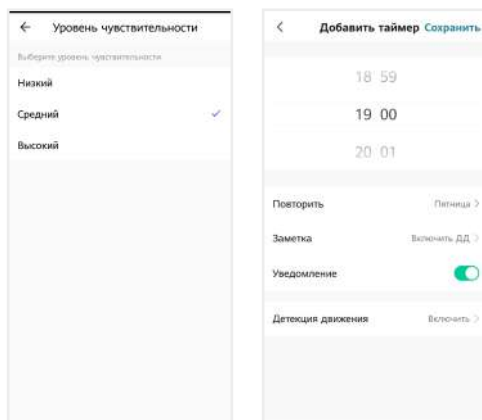 Уровень чувствительности
Выберите уровень чувствительности
Низкий
Средний
Высокий
Добавить таймер Сохранить
18 59
19 00
20 01
Повторить Пятница
Заметка Включить ДД
Уведомление
Детекция движения Включить